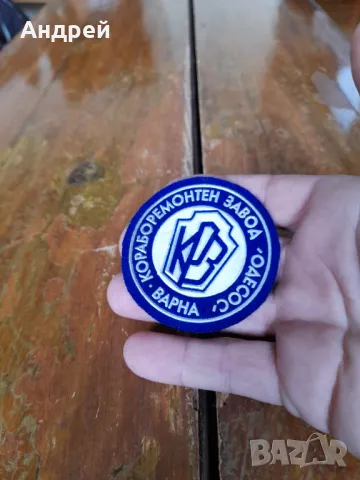 Андрей
· КОРАБОРЕМОНТЕН ЗАВОД "ОДЕСОС" ·
ВАРНА
КРЗ
BAZAR